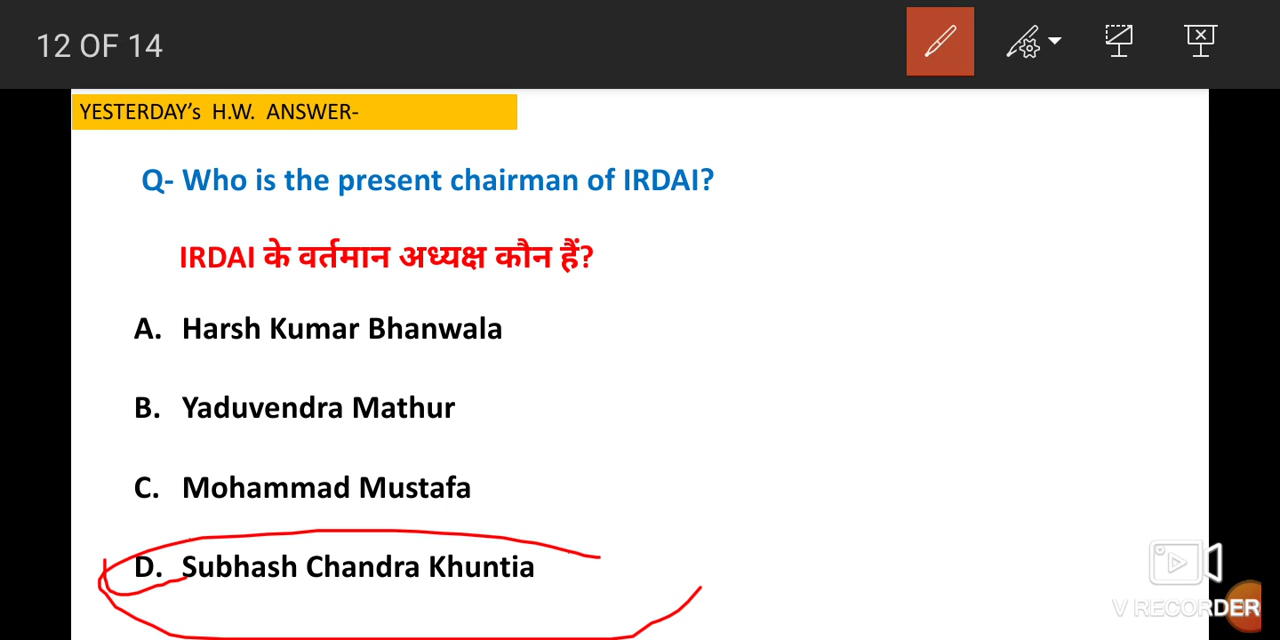 12 OF 14
YESTERDAY's H.W. ANSWER-
Q- Who is the present chairman of IRDAI?
IRDAI के वर्तमान अध्यक्ष कौन हैं?
A. Harsh Kumar Bhanwala
B. Yaduvendra Mathur
C. Mohammad Mustafa
D. Subhash Chandra Khuntia
V RECORDER